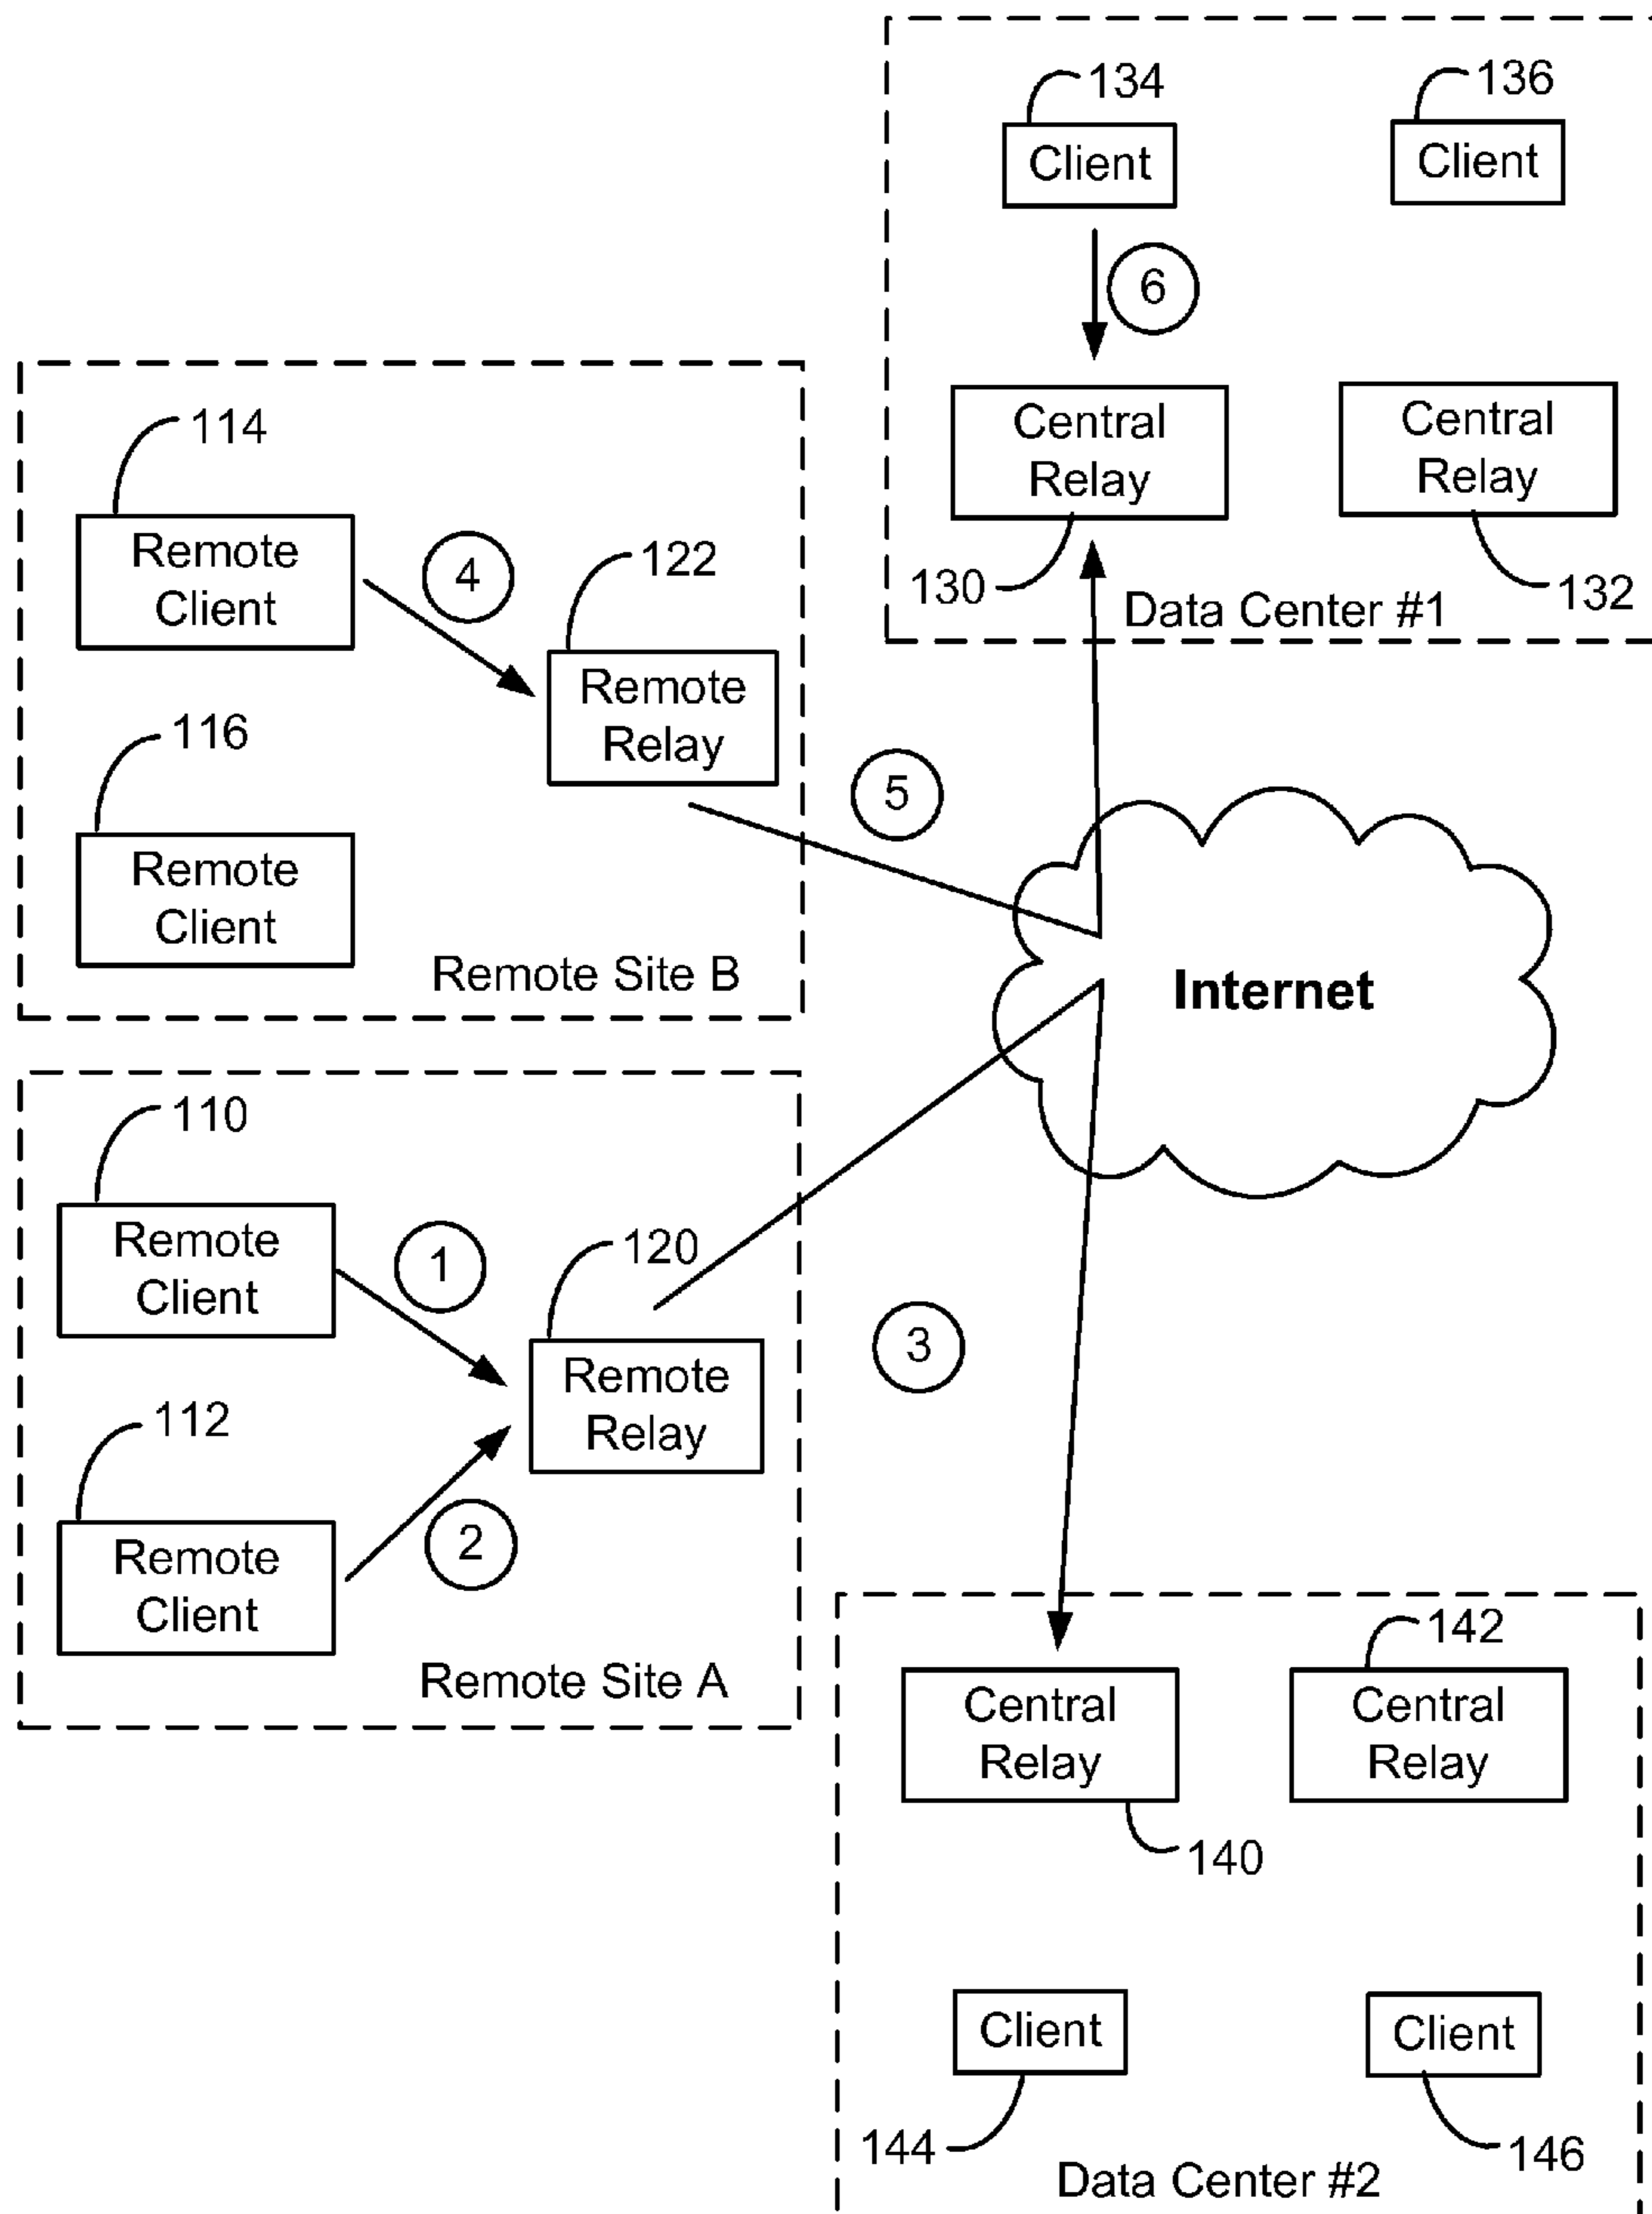 134
136
Client
Client
6
Central
Relay
Central
Relay
130
132
Data Center #1
114
Remote
Client
4
122
Remote
Relay
116
Remote
Client
5
Remote Site B
Internet
110
Remote
Client
1
120
Remote
Relay
3
112
Remote
Client
2
Remote Site A
142
Central
Relay
Central
Relay
140
Client
Client
144
146
Data Center #2